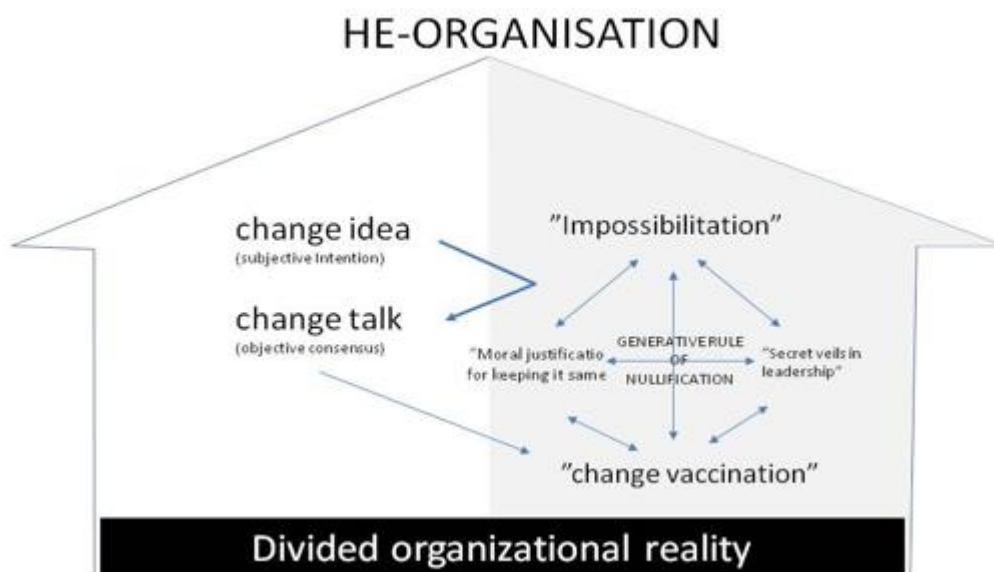 HE-ORGANISATION
change idea
(subjective Intention)
change talk
(objective consensus)
"Impossibilitation"
"Moral justificatio
for keeping it same
GENERATIVE RULE
OF
NULLIFICATION
"Secret veils in
leadership"
"change vaccination"
Divided organizational reality